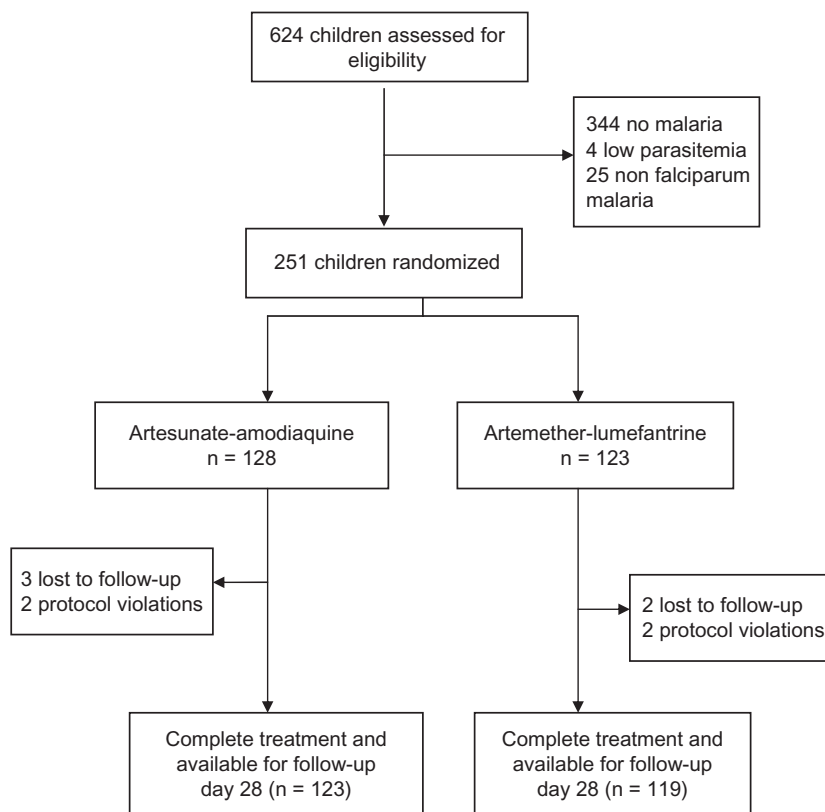 624 children assessed for
eligibility
344 no malaria
4 low parasitemia
25 non falciparum
malaria
251 children randomized
Artesunate-amodiaquine
n = 128
Artemether-lumefantrine
n = 123
3 lost to follow-up
2 protocol violations
2 lost to follow-up
2 protocol violations
Complete treatment and
available for follow-up
day 28 (n = 123)
Complete treatment and
available for follow-up
day 28 (n = 119)